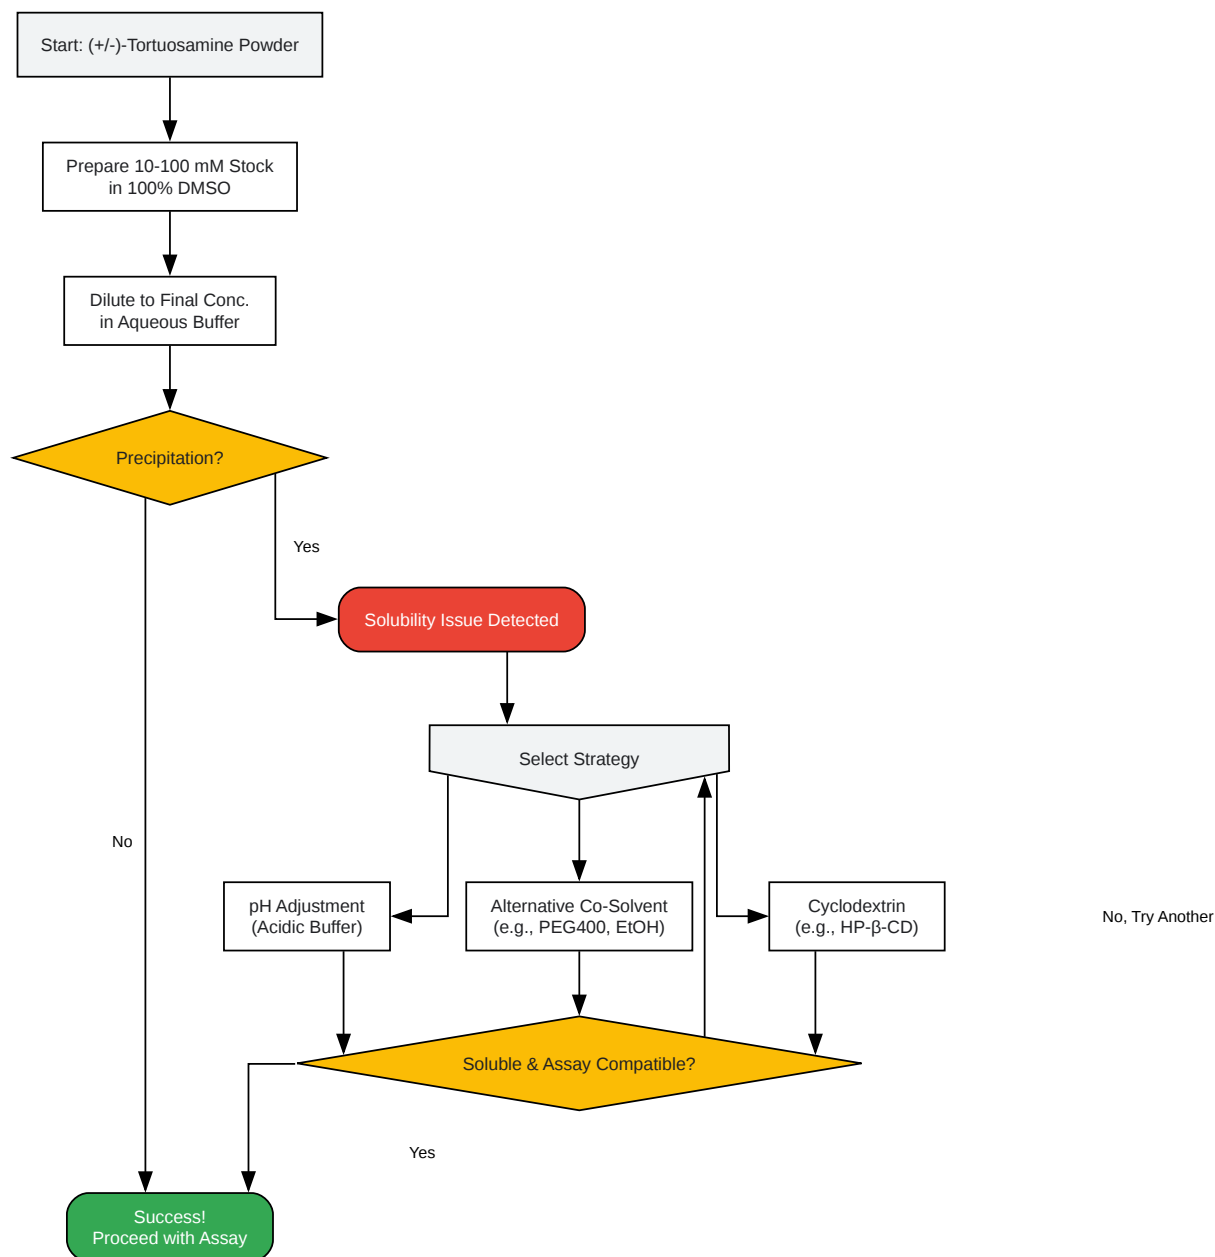 Start: (+/-)-Tortuosamine Powder
Prepare 10-100 mM Stock
in 100% DMSO
Dilute to Final Conc.
in Aqueous Buffer
Precipitation?
Yes
Solubility Issue Detected
Select Strategy
No
pH Adjustment
(Acidic Buffer)
Alternative Co-Solvent
(e.g., PEG400, EtOH)
Cyclodextrin
(e.g., HP-β-CD)
No, Try Another
Soluble & Assay Compatible?
Yes
Success!
Proceed with Assay